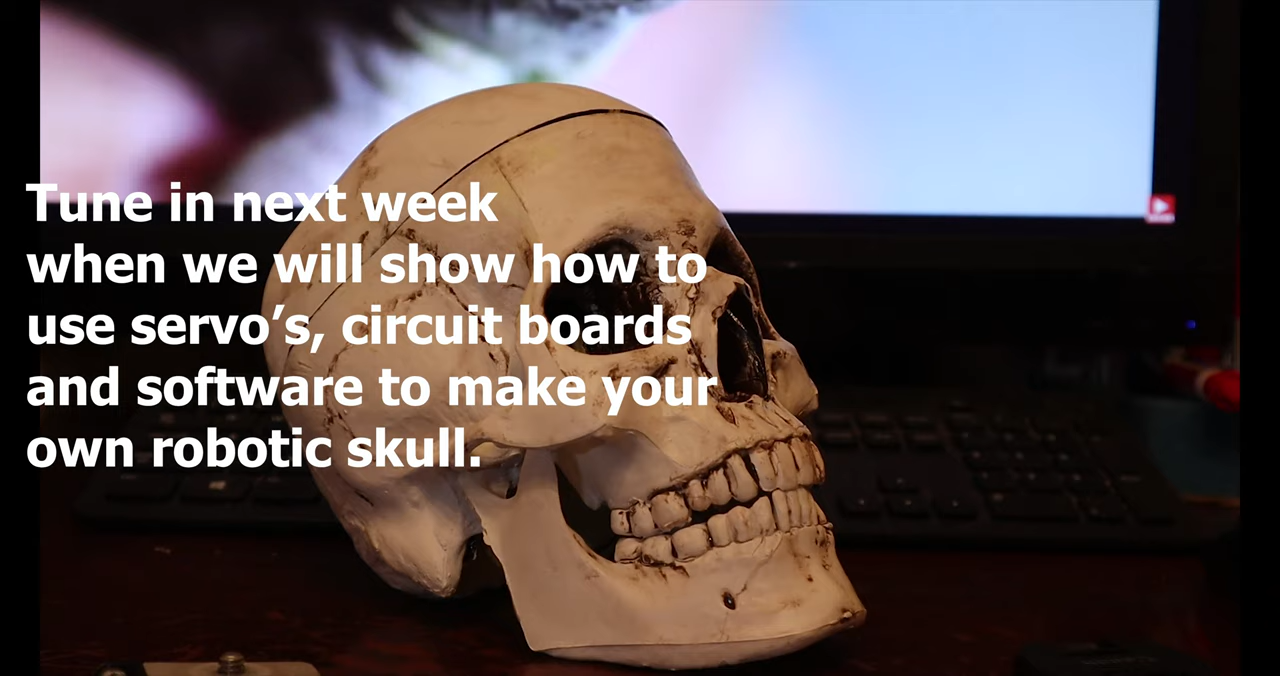 Tune in next week
when we will show how to
use servo’s, circuit boards
and software to make your
own robotic skull.